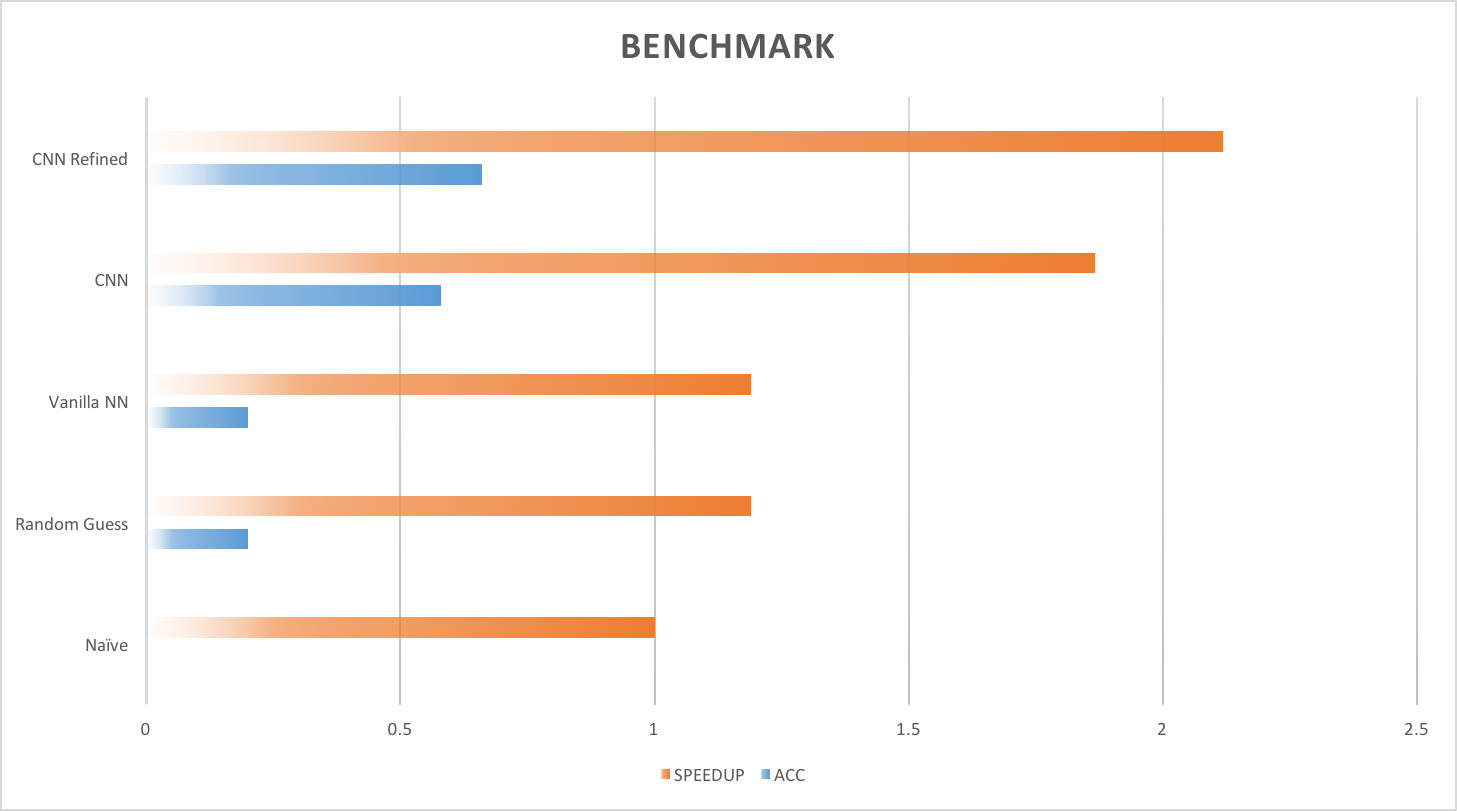 BENCHMARK
CNN Refined
CNN
Vanilla NN
Random Guess
Naïve
0 0.5 1 1.5 2 2.5
SPEEDUP ACC